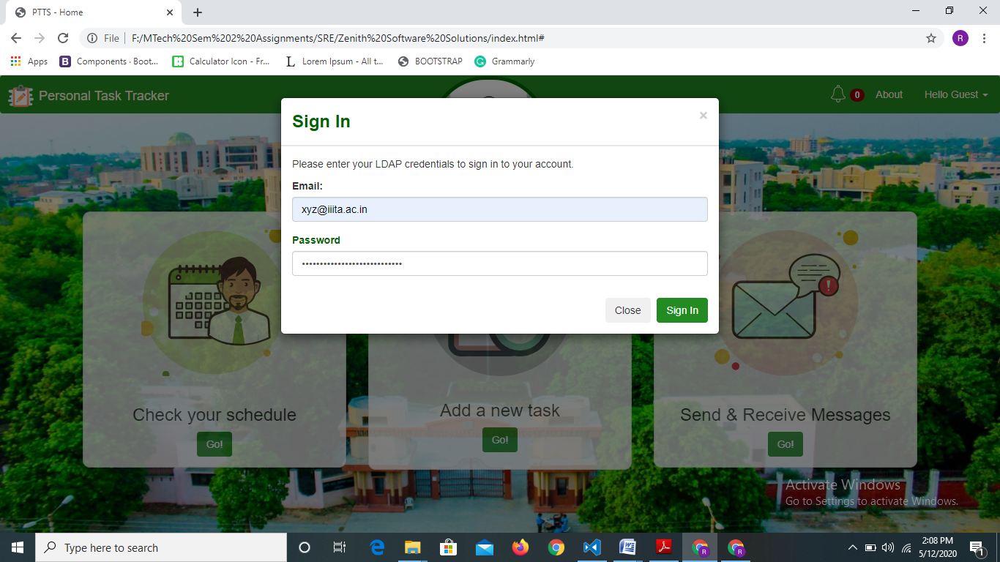 PTTS - Home
File F:/MTech%20Sem%202%20Assignments/SRE/Zenith%20Software%20Solutions/index.html#
R
Apps
B Components · Boot...
Calculator Icon - Fr...
L Lorem Ipsum - All t...
BOOTSTRAP
G Grammarly
Personal Task Tracker
0
About
Hello Guest
Sign In
×
Please enter your LDAP credentials to sign in to your account.
Email:
xyz@iiita.ac.in
Password
••••••••••••••••••••••••••••
Close
Sign In
Check your schedule
Go!
Add a new task
Go!
Send & Receive Messages
Go!
Activate Windows
Go to Settings to activate Windows.
Type here to search
R
R
2:08 PM
5/12/2020
1